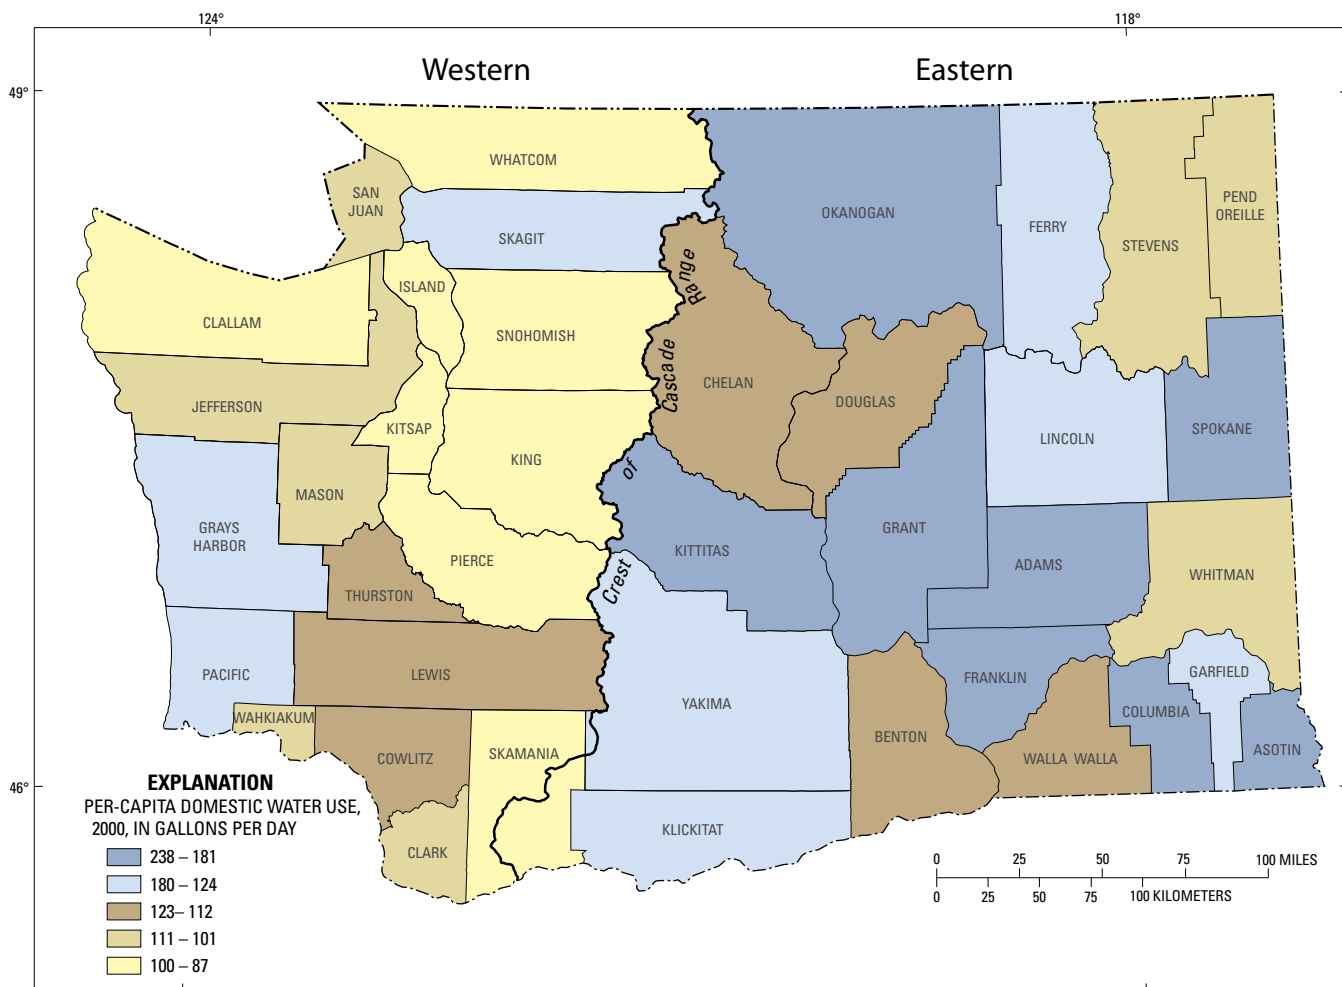 124°
118°
49°
Western
Eastern
WHATCOM
SAN
JUAN
SKAGIT
OKANOGAN
FERRY
PEND
OREILLE
STEVENS
ISLAND
CLALLAM
SNOHOMISH
CHELAN
DOUGLAS
JEFFERSON
KITSAP
KING
LINCOLN
SPOKANE
MASON
GRAYS
HARBOR
KITTITAS
GRANT
ADAMS
WHITMAN
PIERCE
THURSTON
Crest of Cascade Range
PACIFIC
LEWIS
YAKIMA
FRANKLIN
GARFIELD
COLUMBIA
WAHKIAKUM
COWLITZ
SKAMANIA
BENTON
WALLA WALLA
ASOTIN
46°
CLARK
KLICKITAT
EXPLANATION
PER-CAPITA DOMESTIC WATER USE,
2000, IN GALLONS PER DAY
238 – 181
180 – 124
123– 112
111 – 101
100 – 87
0 25 50 75 100 MILES
0 25 50 75 100 KILOMETERS